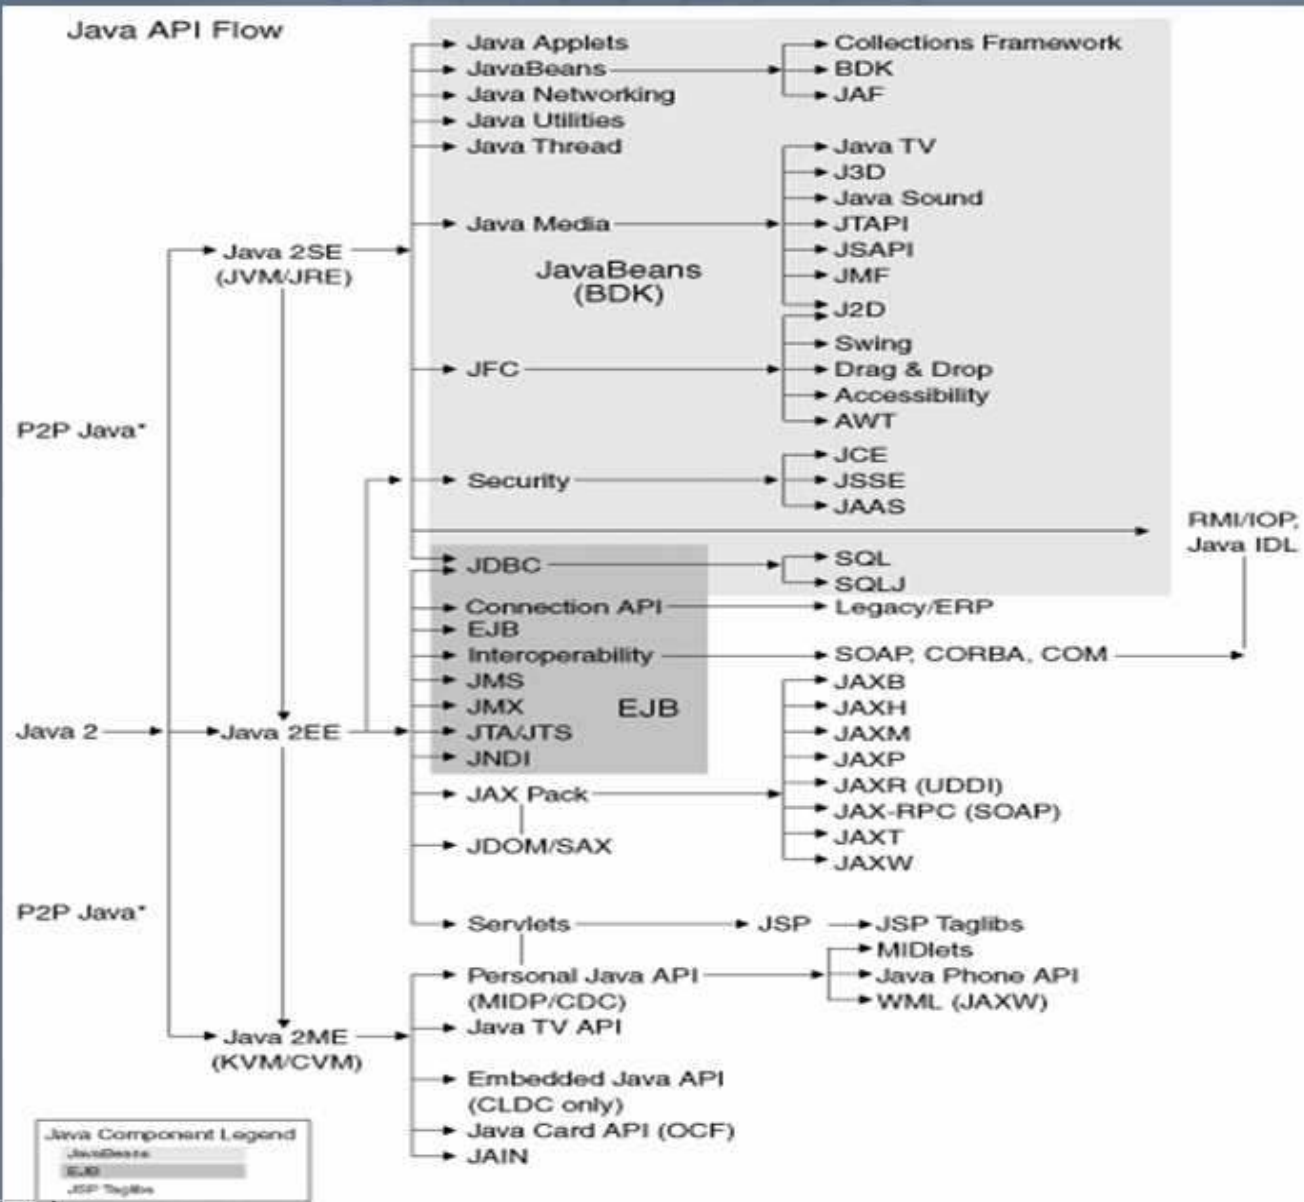 Java API Flow
Java Applets
JavaBeans
Java Networking
Java Utilities
Java Thread
Collections Framework
BDK
JAF
Java Media
Java TV
J3D
Java Sound
JTAPI
JSAPI
JMF
J2D
Java 2SE
(JVM/JRE)
JavaBeans
(BDK)
JFC
Swing
Drag & Drop
Accessibility
AWT
P2P Java*
Security
JCE
JSSE
JAAS
RMI/IOP,
Java IDL
JDBC
SQL
SQLJ
Connection API
Legacy/ERP
EJB
Interoperability
SOAP, CORBA, COM
JMS
JMX
JTA/JTS
JNDI
EJB
Java 2
Java 2EE
JAX Pack
JAXB
JAXH
JAXM
JAXP
JAXR (UDDI)
JAX-RPC (SOAP)
JAXT
JAXW
JDOM/SAX
P2P Java*
Servlets
JSP
JSP Taglibs
Personal Java API
(MIDP/CDC)
MIDlets
Java Phone API
WML (JAXW)
Java TV API
Java 2ME
(KVM/CVM)
Embedded Java API
(CLDC only)
Java Card API (OCF)
JAIN
Java Component Legend
JavaBeans
EJB
JSP Taglibs